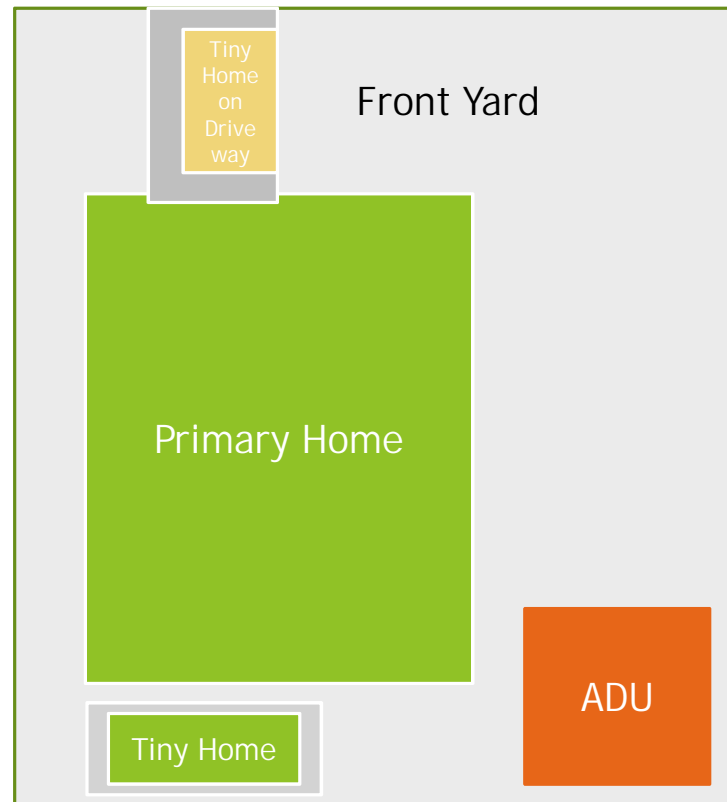 Tiny
Home
on
Drive
way
Front Yard
Primary Home
ADU
Tiny Home